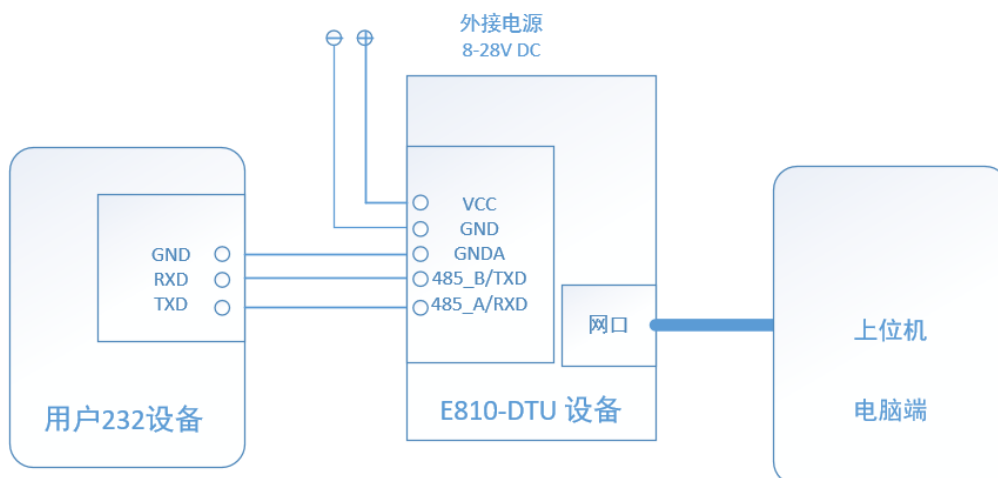 外接电源
8-28V DC
VCC
GND
GNDA
485_B/TXD
485_A/RXD
GND
RXD
TXD
网口
上位机
电脑端
用户232设备
E810-DTU 设备